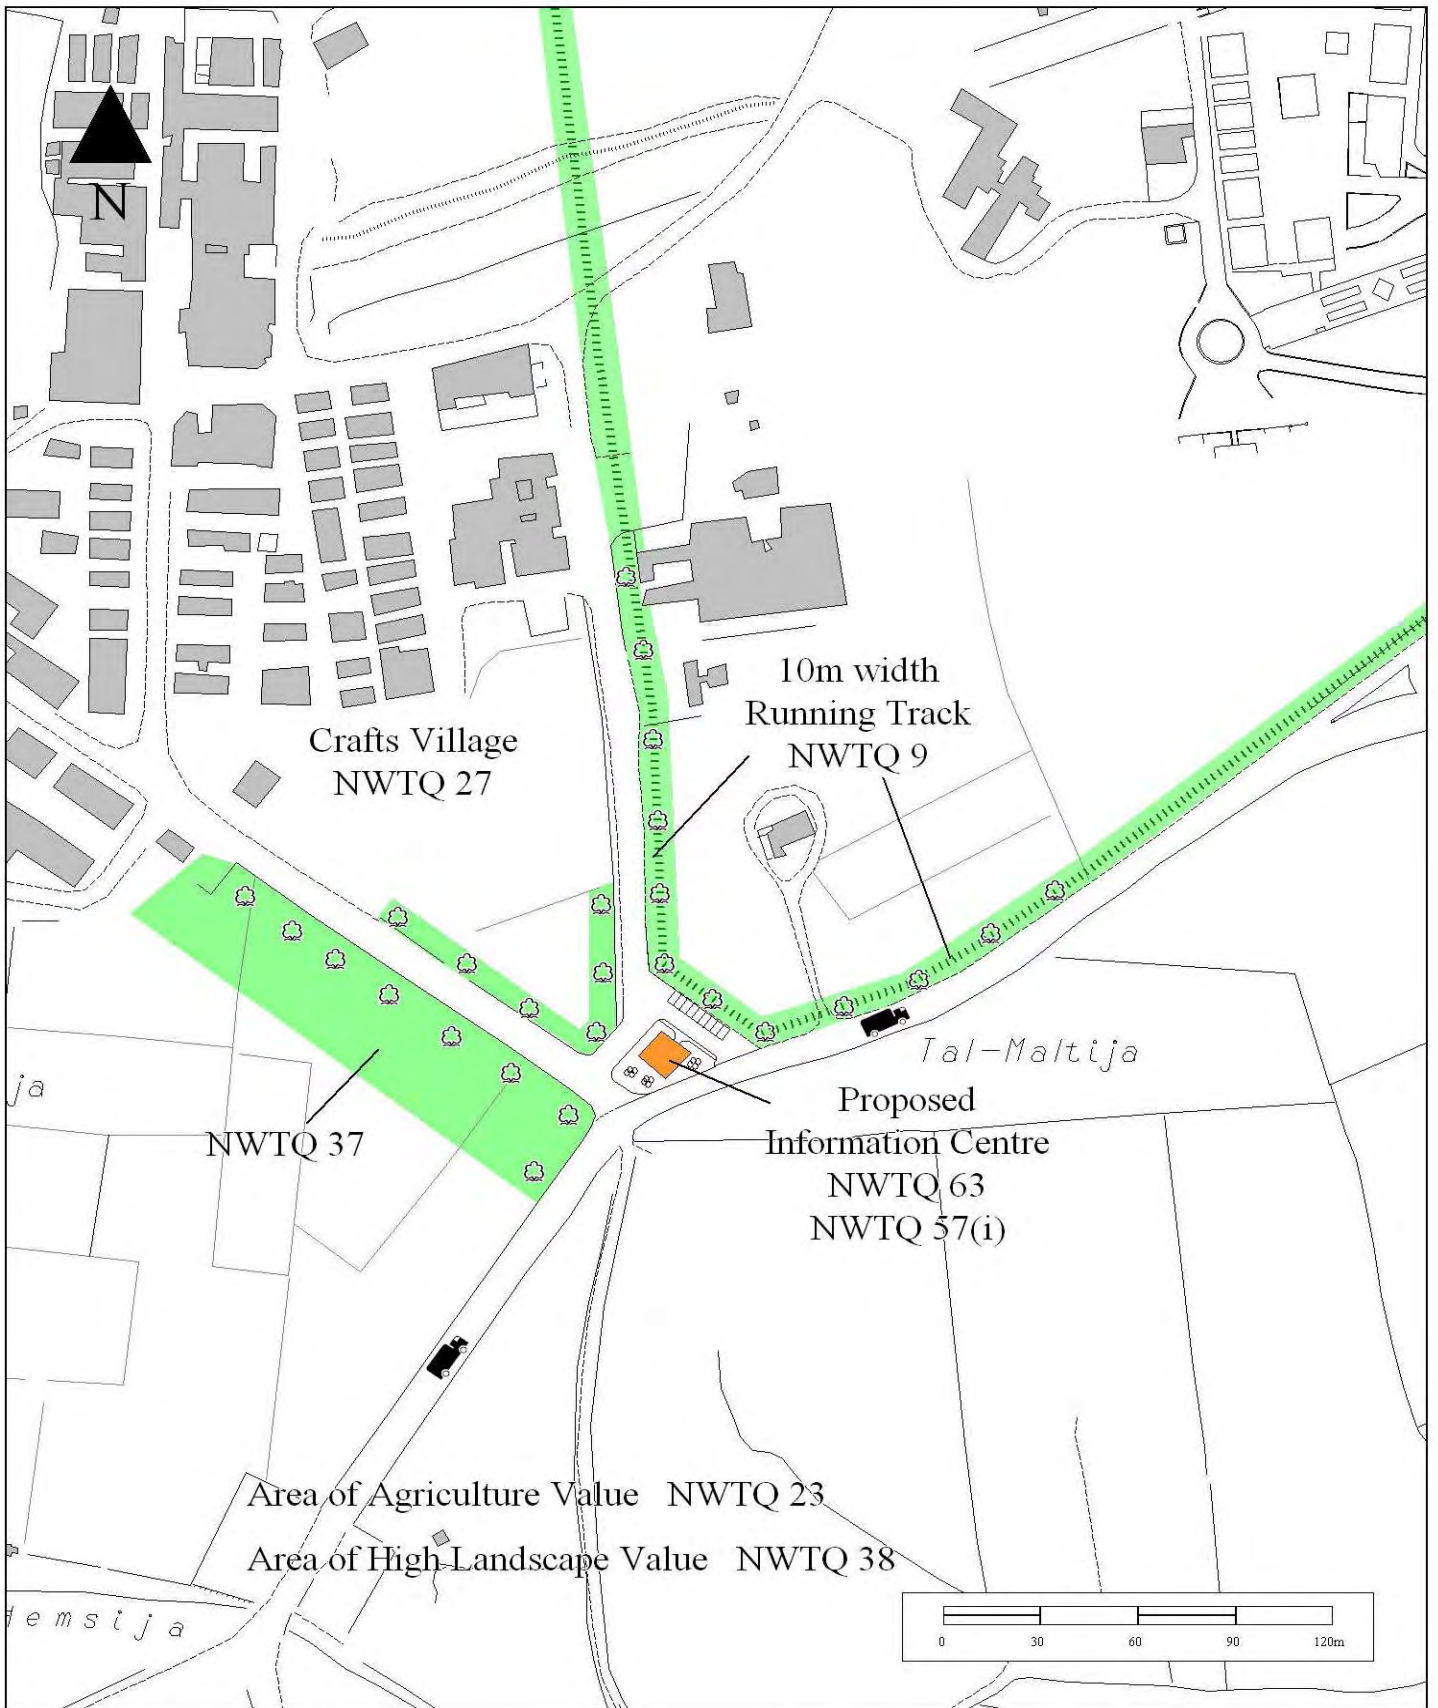 N
10m width
Running Track
NWTQ 9
Crafts Village
NWTQ 27
Tal-Maltija
ja
Proposed
Information Centre
NWTQ 63
NWTQ 57(i)
NWTQ 37
Area of Agriculture Value NWTQ 23
Area of High Landscape Value NWTQ 38
emsija
0 30 60 90 120m